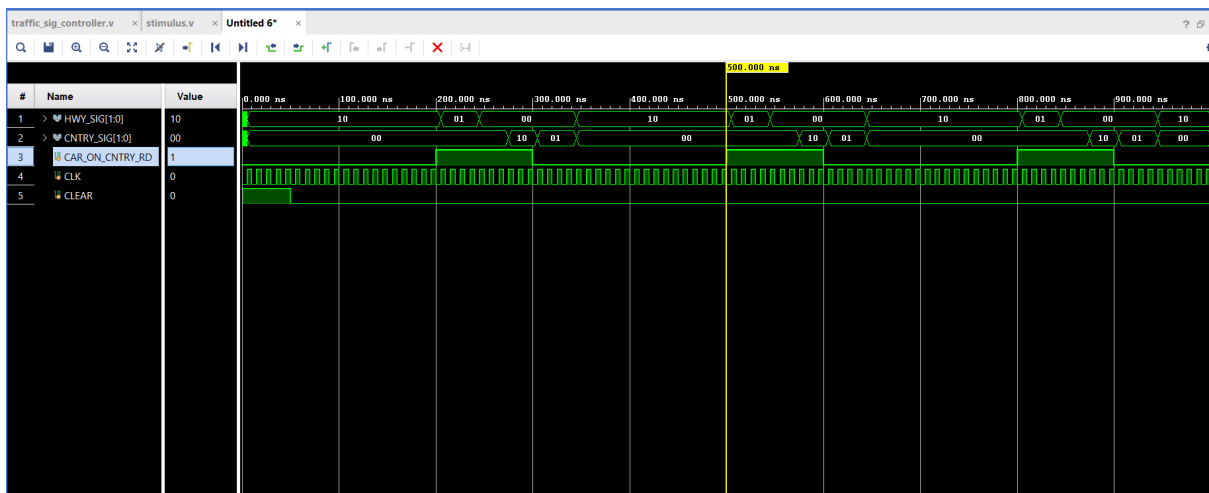 traffic_sig_controller.v × stimulus.v × Untitled 6* × ?
500.000 ns
# Name Value 0.000 ns 100.000 ns 200.000 ns 300.000 ns 400.000 ns 500.000 ns 600.000 ns 700.000 ns 800.000 ns 900.000 ns
1 > HWY_SIG[1:0] 10 10 01 00 10 01 00 10 01 00 10
2 > CNTRY_SIG[1:0] 00 00 10 01 00 10 01 00 10 01 00
3 CAR_ON_CNTRY_RD 1
4 CLK 0
5 CLEAR 0